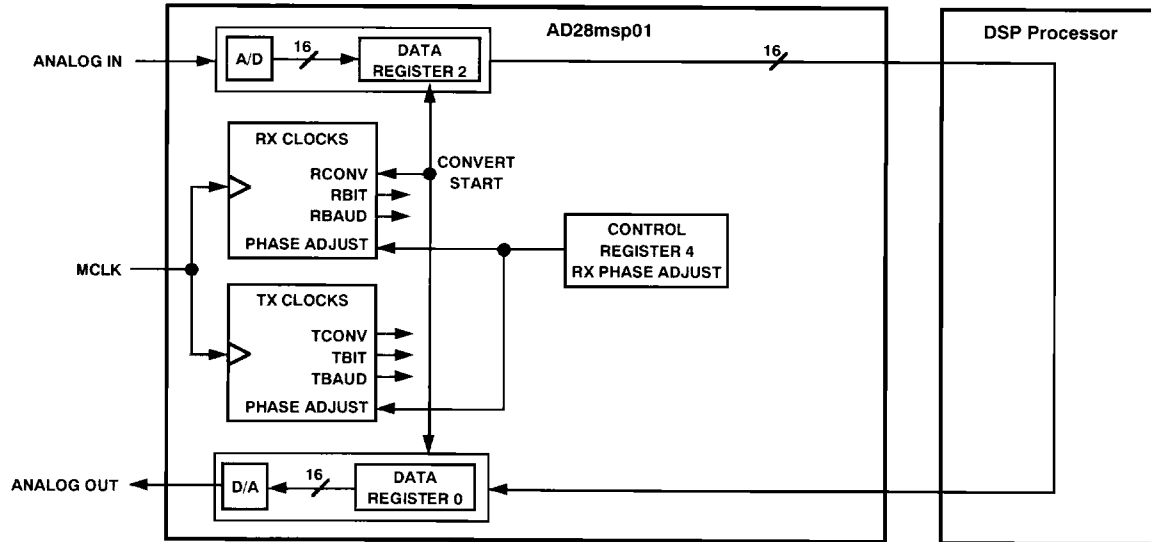 AD28msp01
DSP Processor
ANALOG IN
A/D
16
DATA
REGISTER 2
16
RX CLOCKS
RCONV
RBIT
RBAUD
PHASE ADJUST
CONVERT
START
CONTROL
REGISTER 4
RX PHASE ADJUST
MCLK
TX CLOCKS
TCONV
TBIT
TBAUD
PHASE ADJUST
ANALOG OUT
D/A
16
DATA
REGISTER 0